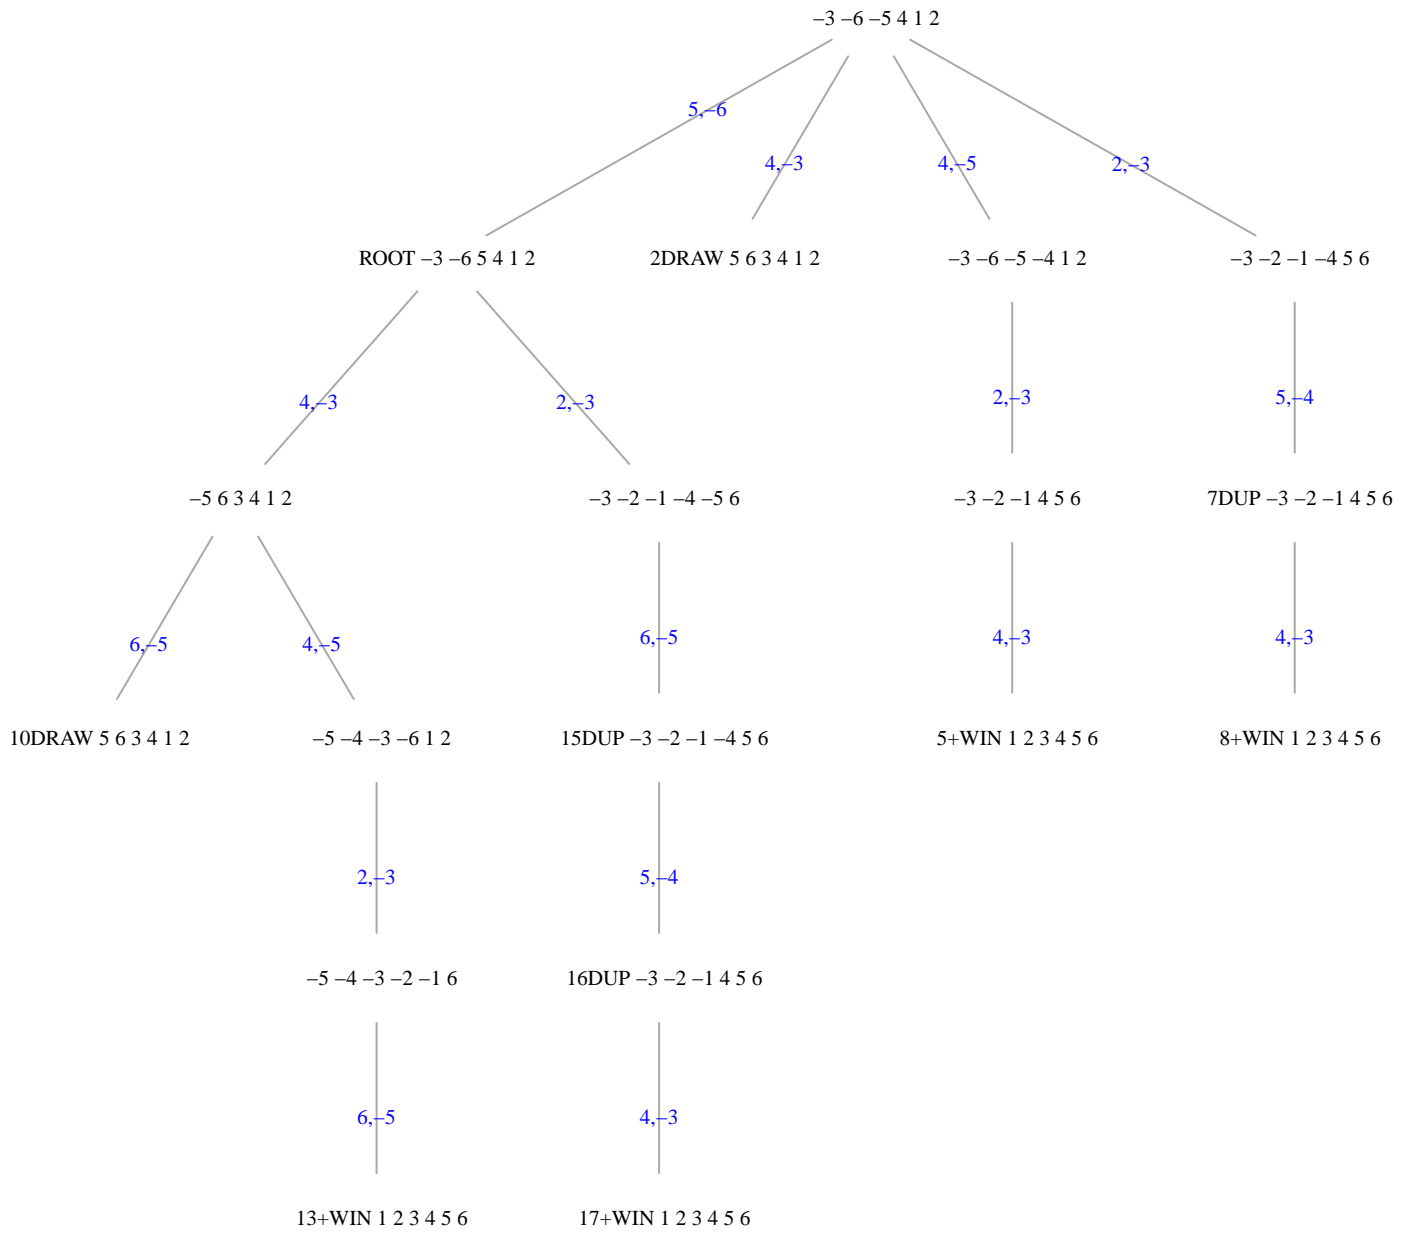 –3 –6 –5 4 1 2
5,–6
4,–3
4,–5
2,–3
ROOT –3 –6 5 4 1 2
2DRAW 5 6 3 4 1 2
–3 –6 –5 –4 1 2
–3 –2 –1 –4 5 6
4,–3
2,–3
2,–3
5,–4
–5 6 3 4 1 2
–3 –2 –1 –4 –5 6
–3 –2 –1 4 5 6
7DUP –3 –2 –1 4 5 6
6,–5
4,–5
6,–5
4,–3
4,–3
10DRAW 5 6 3 4 1 2
–5 –4 –3 –6 1 2
15DUP –3 –2 –1 –4 5 6
5+WIN 1 2 3 4 5 6
8+WIN 1 2 3 4 5 6
2,–3
5,–4
–5 –4 –3 –2 –1 6
16DUP –3 –2 –1 4 5 6
6,–5
4,–3
13+WIN 1 2 3 4 5 6
17+WIN 1 2 3 4 5 6